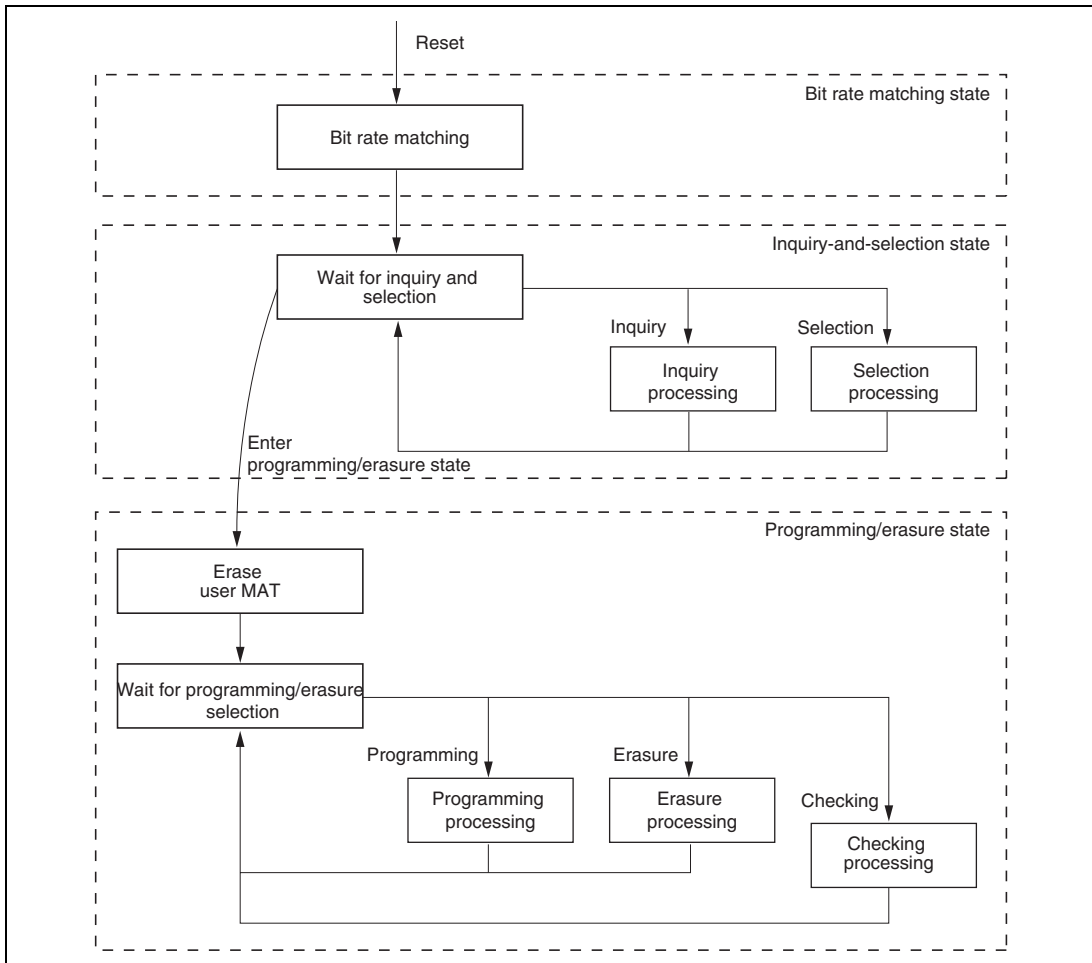 Reset
Bit rate matching state
Bit rate matching
Inquiry-and-selection state
Wait for inquiry and
selection
Inquiry
Selection
Inquiry
processing
Selection
processing
Enter
programming/erasure state
Programming/erasure state
Erase
user MAT
Wait for programming/erasure
selection
Programming
Erasure
Checking
Programming
processing
Erasure
processing
Checking
processing